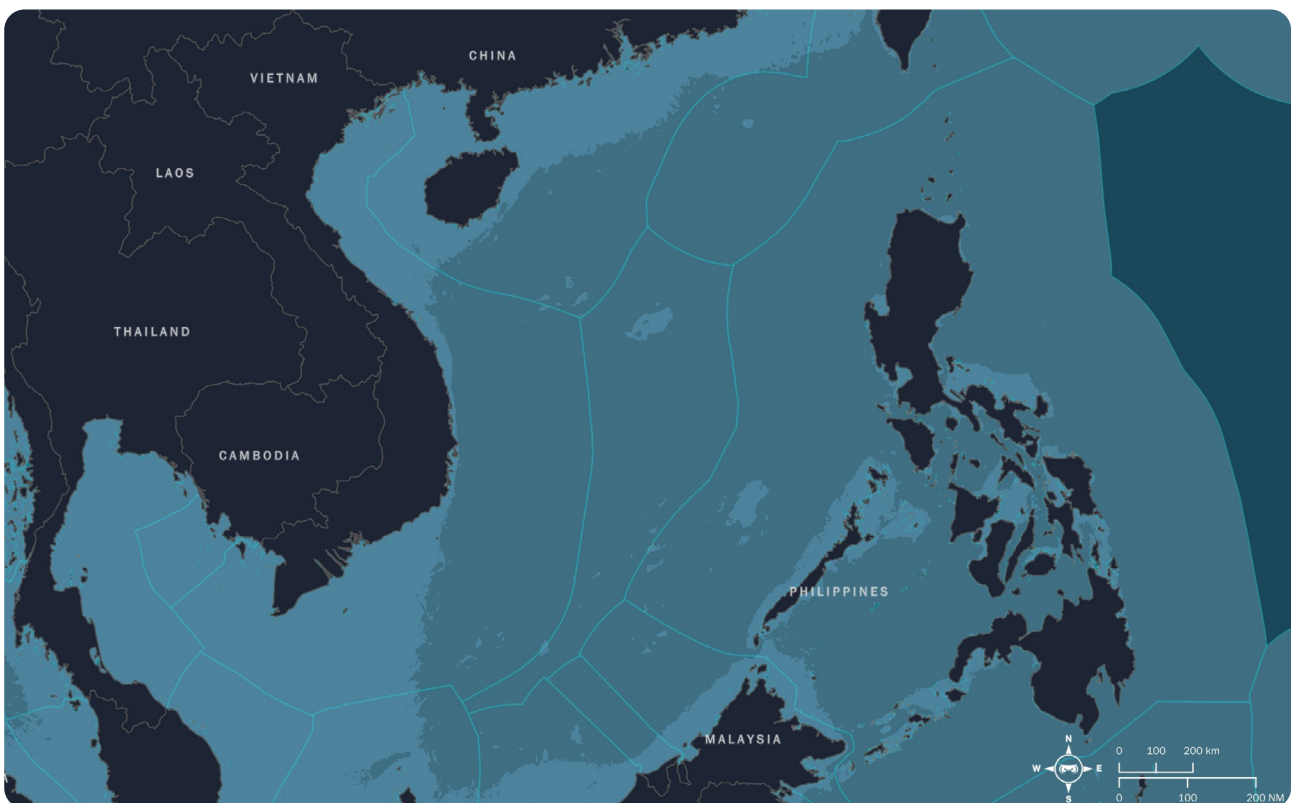 CHINA
VIETNAM
LAOS
THAILAND
CAMBODIA
PHILIPPINES
MALAYSIA
N
W E
S
0 100 200 km
0 100 200 NM